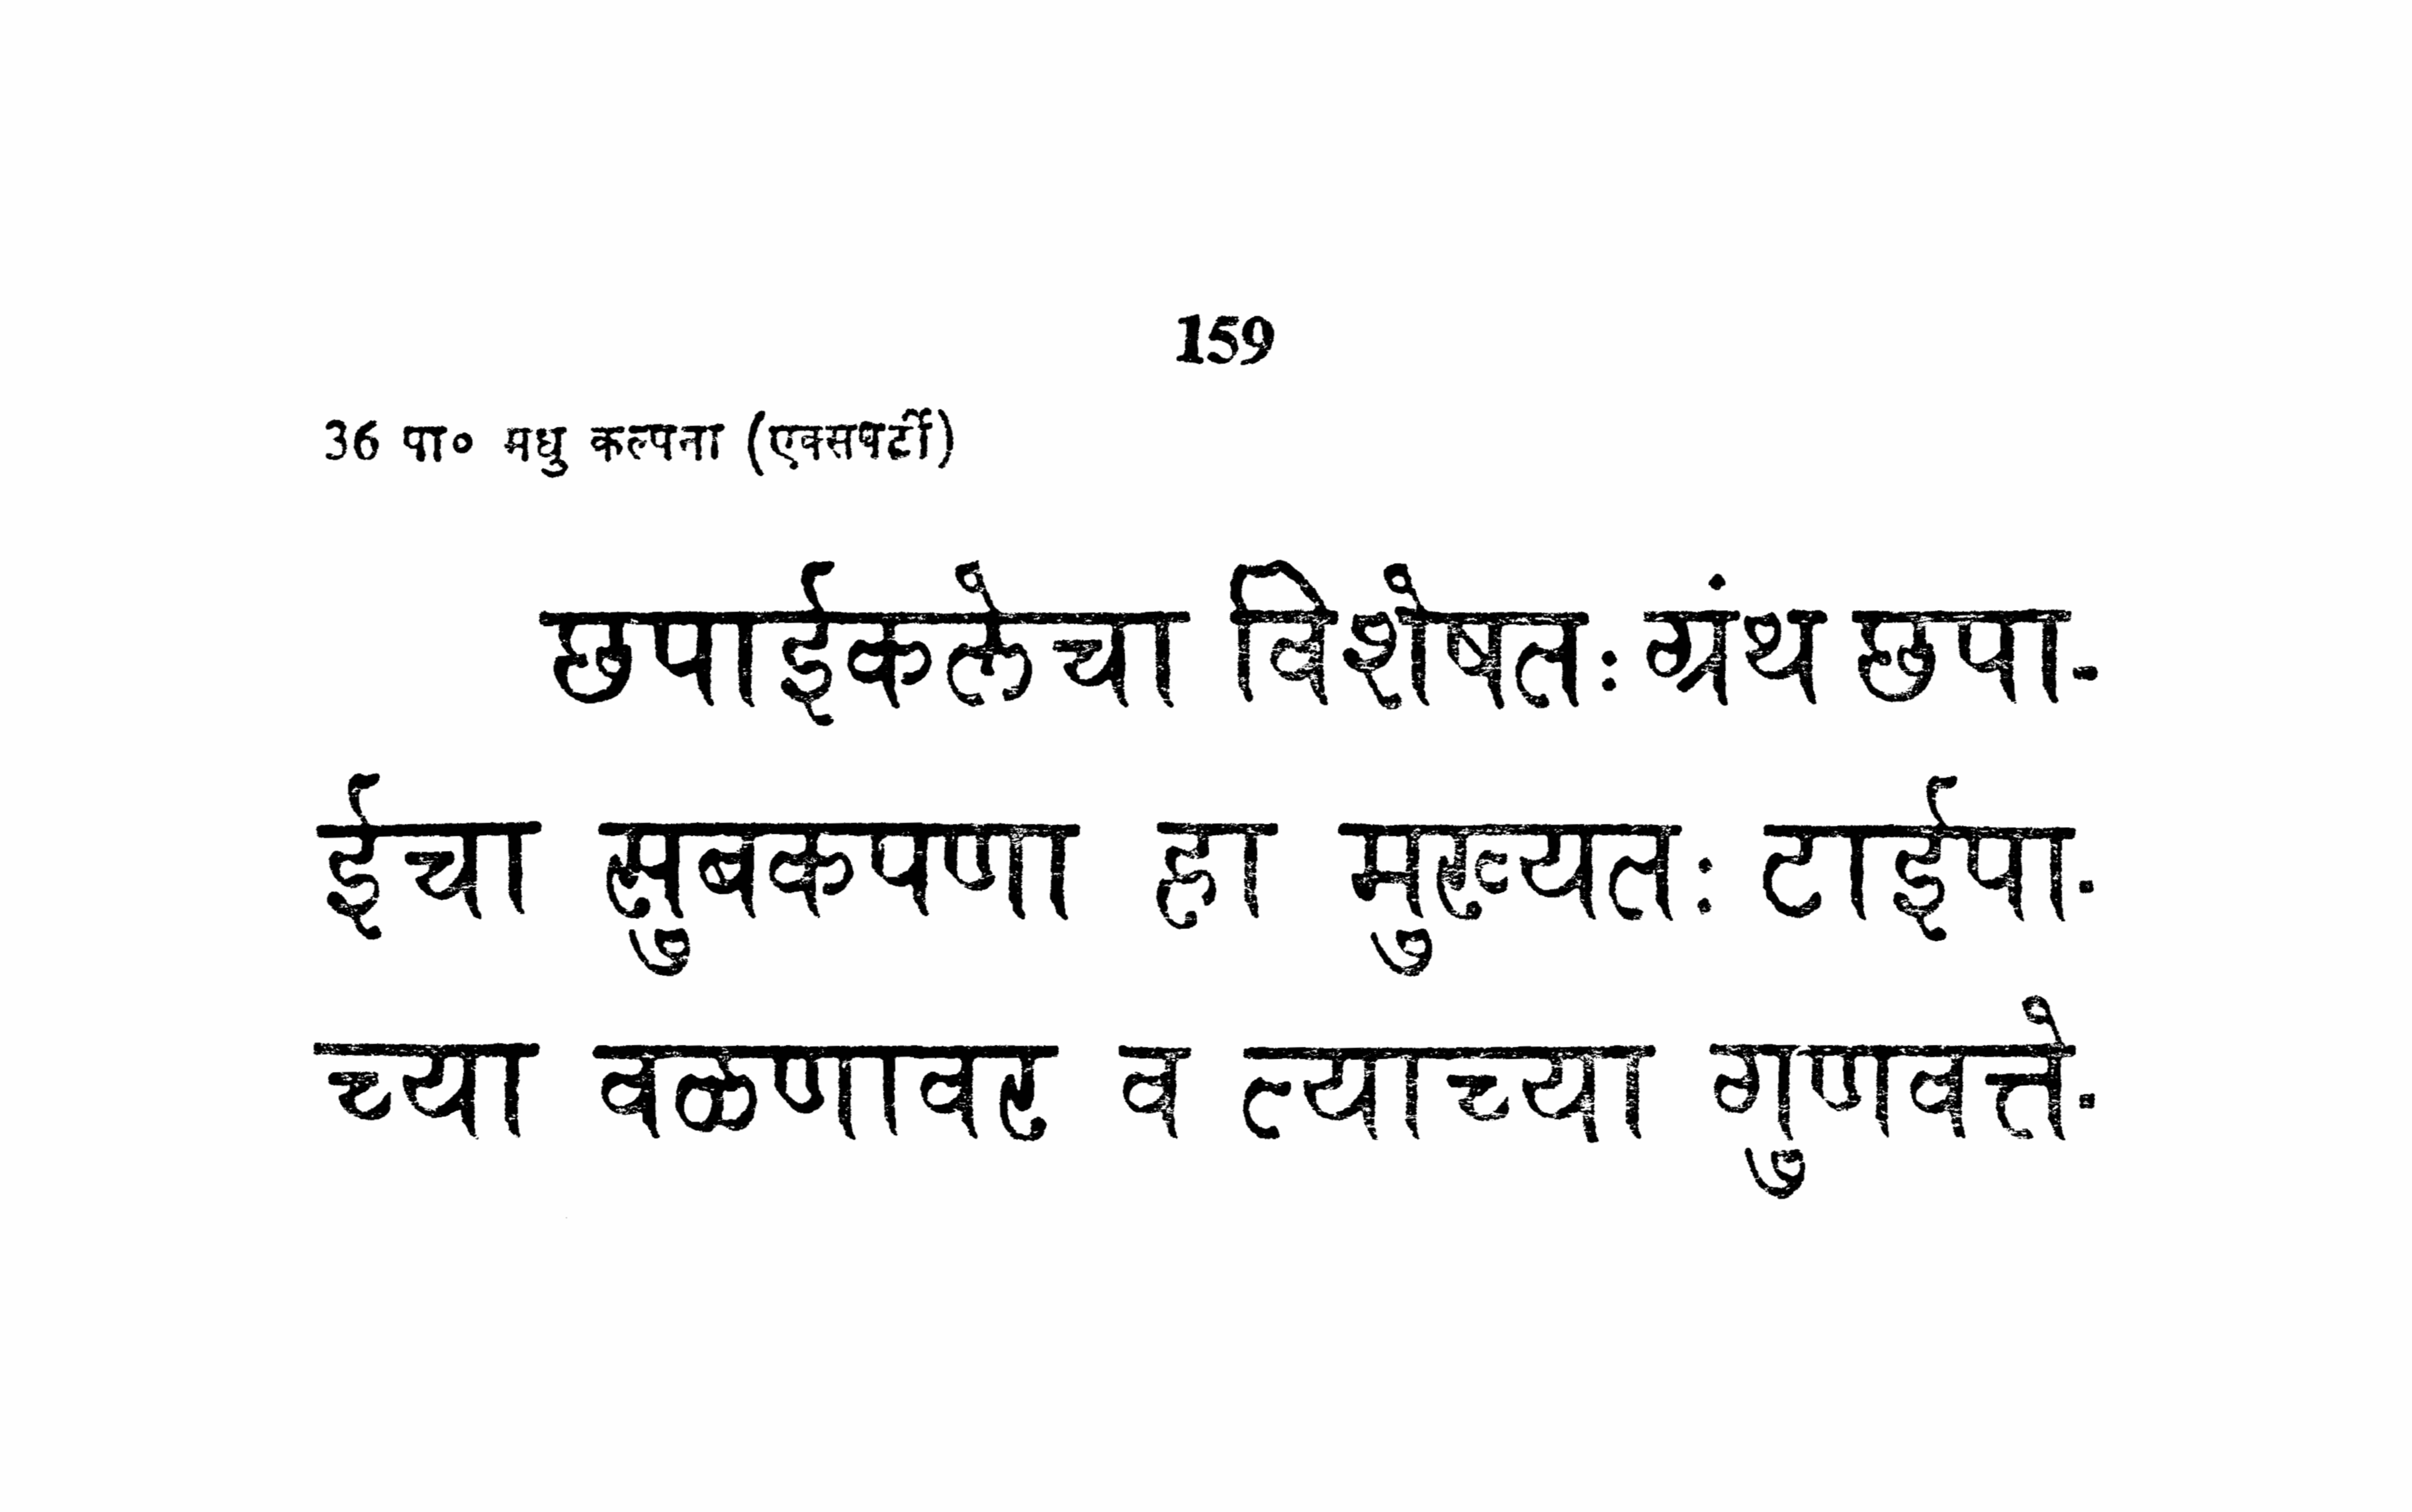 159
36 पा० मधु कल्पना (एक्सपर्टी)
छपाईकलेचा विशेषतः ग्रंथ छपा-
ईचा सुबकपणा हा मुख्यतः टाईपा-
च्या वळणावर व त्याच्या गुणवत्ते-